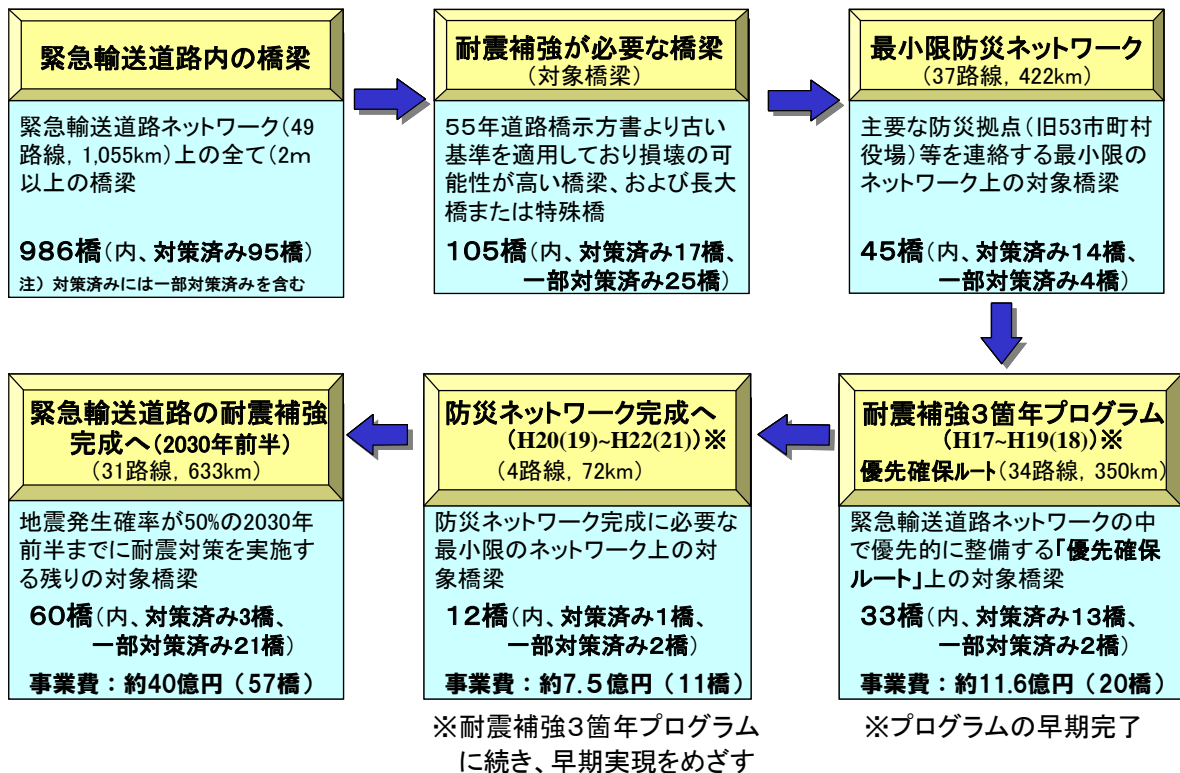 緊急輸送道路内の橋梁
緊急輸送道路ネットワーク(49
路線, 1,055km)上の全て(2m
以上の橋梁
986橋(内、対策済み95橋)
注) 対策済みには一部対策済みを含む
耐震補強が必要な橋梁
(対象橋梁)
55年道路橋示方書より古い
基準を適用しており損壊の可
能性が高い橋梁、および長大
橋または特殊橋
105橋(内、対策済み17橋、
一部対策済み25橋)
最小限防災ネットワーク
(37路線, 422km)
主要な防災拠点(旧53市町村
役場)等を連絡する最小限の
ネットワーク上の対象橋梁
45橋(内、対策済み14橋、
一部対策済み4橋)
耐震補強3箇年プログラム
(H17~H19(18))※
優先確保ルート(34路線, 350km)
緊急輸送道路ネットワークの中
で優先的に整備する「優先確保
ルート」上の対象橋梁
33橋(内、対策済み13橋、
一部対策済み2橋)
事業費:約11.6億円(20橋)
※プログラムの早期完了
防災ネットワーク完成へ
(H20(19)~H22(21))※
(4路線, 72km)
防災ネットワーク完成に必要な
最小限のネットワーク上の対
象橋梁
12橋(内、対策済み1橋、
一部対策済み2橋)
事業費:約7.5億円(11橋)
※耐震補強3箇年プログラム
に続き、早期実現をめざす
緊急輸送道路の耐震補強
完成へ(2030年前半)
(31路線, 633km)
地震発生確率が50%の2030年
前半までに耐震対策を実施す
る残りの対象橋梁
60橋(内、対策済み3橋、
一部対策済み21橋)
事業費:約40億円(57橋)